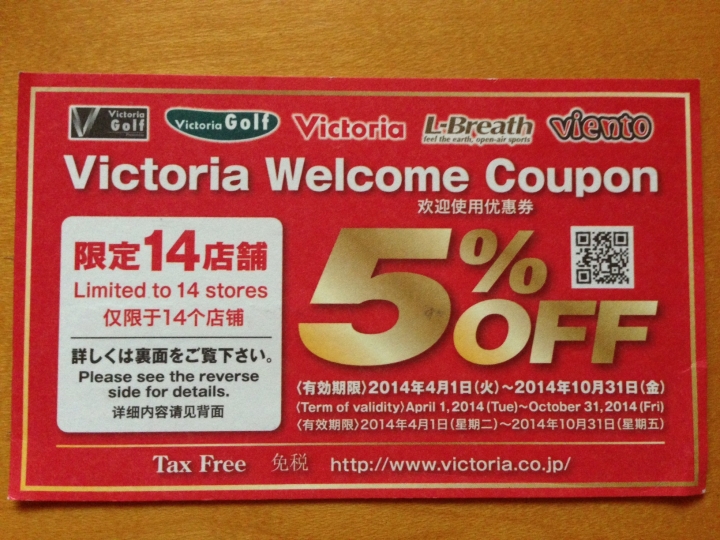 Victoria Golf
Victoria Golf
Victoria
L-Breath
feel the earth, open-air sports
viento
Victoria Welcome Coupon
欢迎使用优惠券
限定14店舗
Limited to 14 stores
仅限于14个店铺
詳しくは裏面をご覧下さい。
Please see the reverse
side for details.
详细内容请见背面
5% OFF
〈有効期限〉2014年4月1日(火)～2014年10月31日(金)
〈Term of validity〉April 1, 2014 (Tue)～October 31, 2014 (Fri)
〈有效期限〉2014年4月1日(星期二)～2014年10月31日(星期五)
Tax Free 免税 http://www.victoria.co.jp/